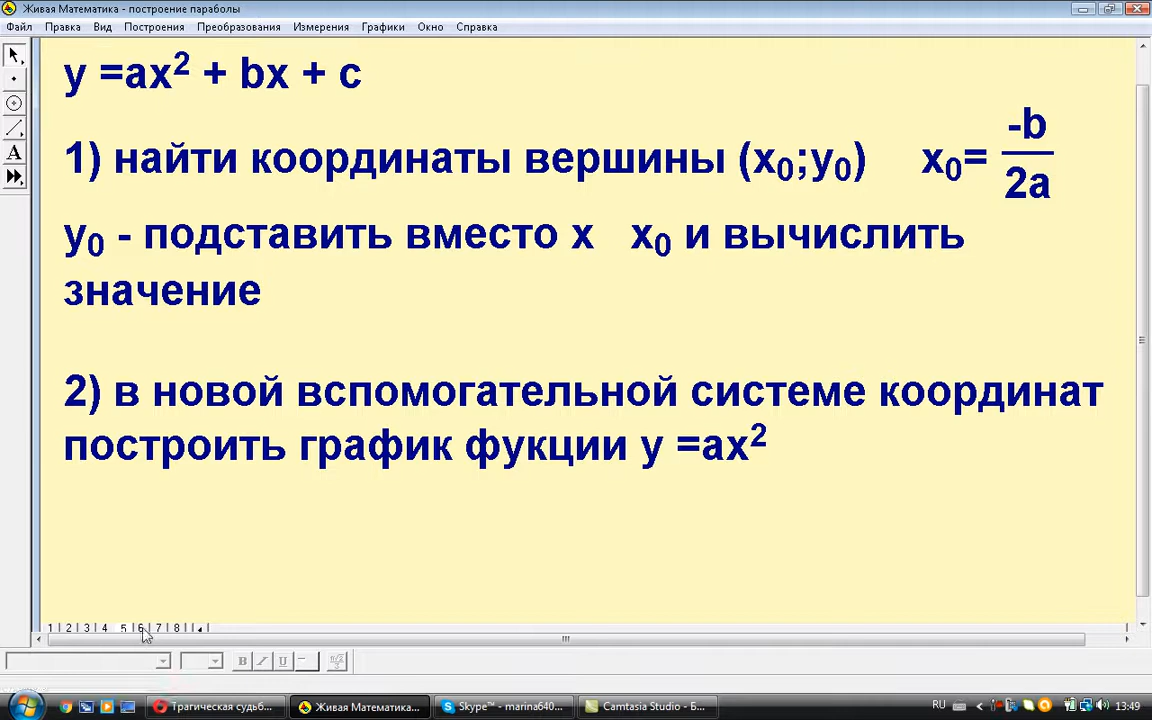 Живая Математика - построение параболы
Файл Правка Вид Построения Преобразования Измерения Графики Окно Справка
y =ax² + bx + c
1) найти координаты вершины (x₀;y₀) x₀= -b
2a
y₀ - подставить вместо x x₀ и вычислить
значение
2) в новой вспомогательной системе координат
построить график фукции y =ax²
1 | 2 | 3 | 4 5 | 6 | 7 | 8 |
B I U
Трагическая судьб... Живая Математика... Skype™ - marina640... Camtasia Studio - Б... RU 13:49